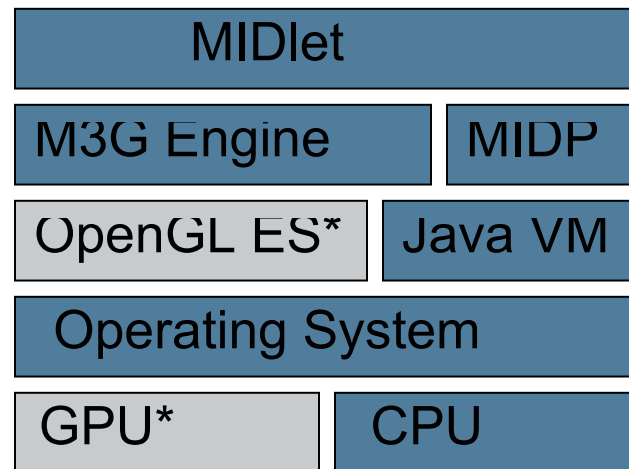 MIDlet
M3G Engine MIDP
OpenGL ES* Java VM
Operating System
GPU* CPU